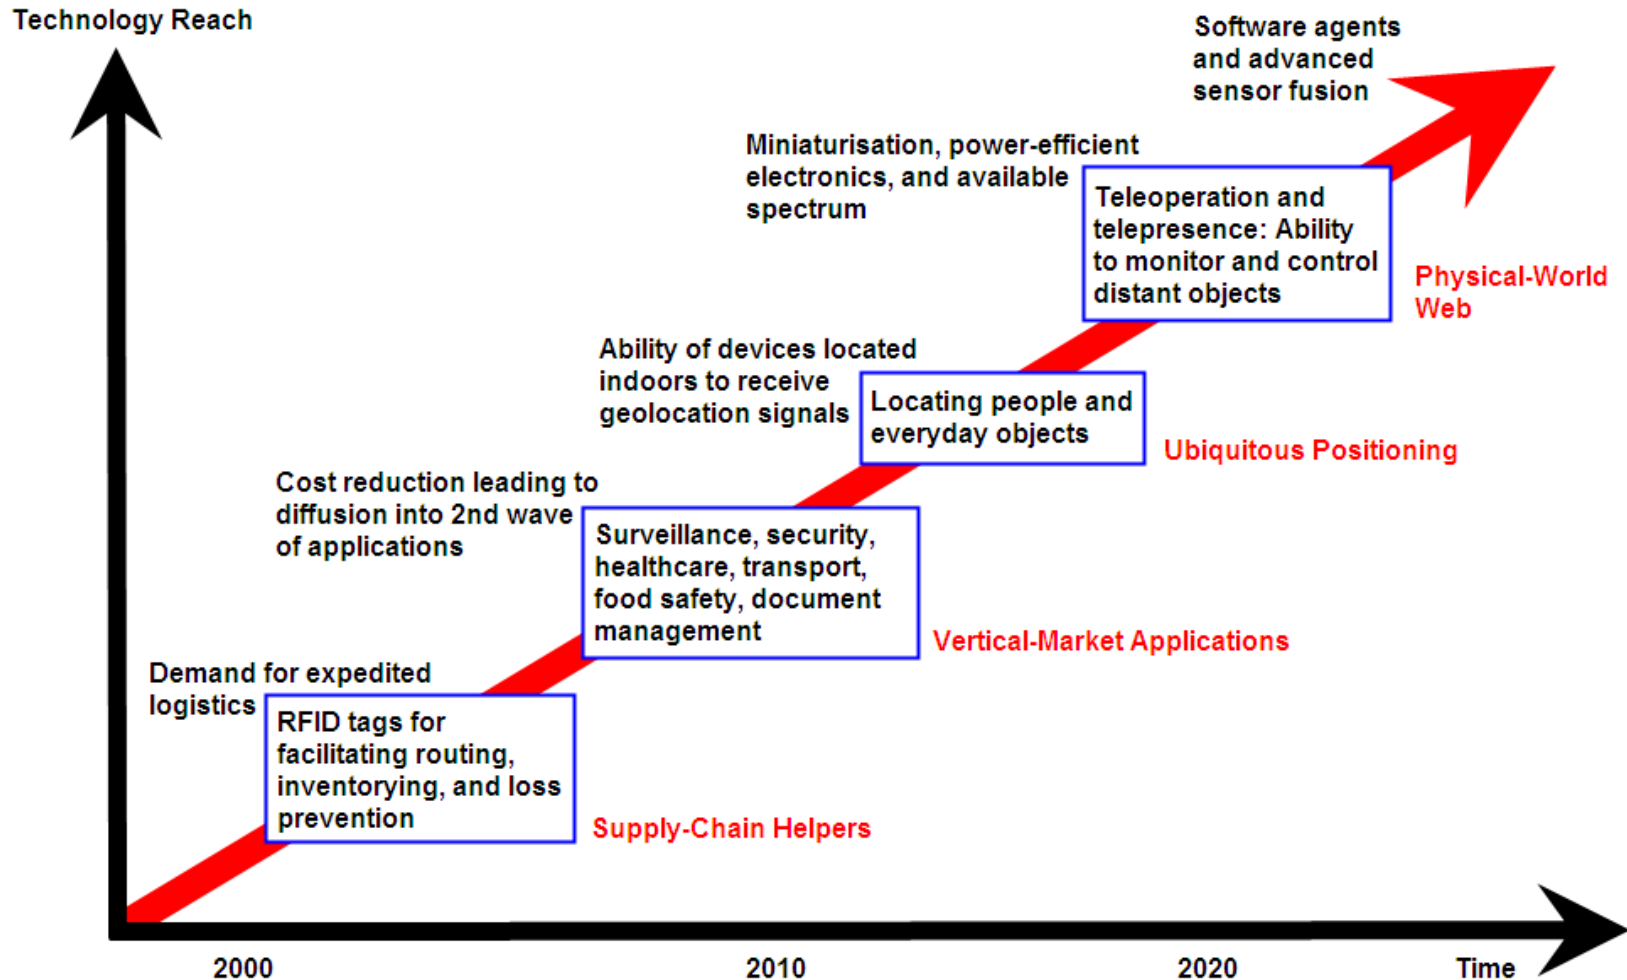 Technology Reach
Software agents
and advanced
sensor fusion
Miniaturisation, power-efficient
electronics, and available
spectrum
Teleoperation and
telepresence: Ability
to monitor and control
distant objects
Physical-World
Web
Ability of devices located
indoors to receive
geolocation signals
Locating people and
everyday objects
Ubiquitous Positioning
Cost reduction leading to
diffusion into 2nd wave
of applications
Surveillance, security,
healthcare, transport,
food safety, document
management
Vertical-Market Applications
Demand for expedited
logistics
RFID tags for
facilitating routing,
inventorying, and loss
prevention
Supply-Chain Helpers
2000
2010
2020
Time